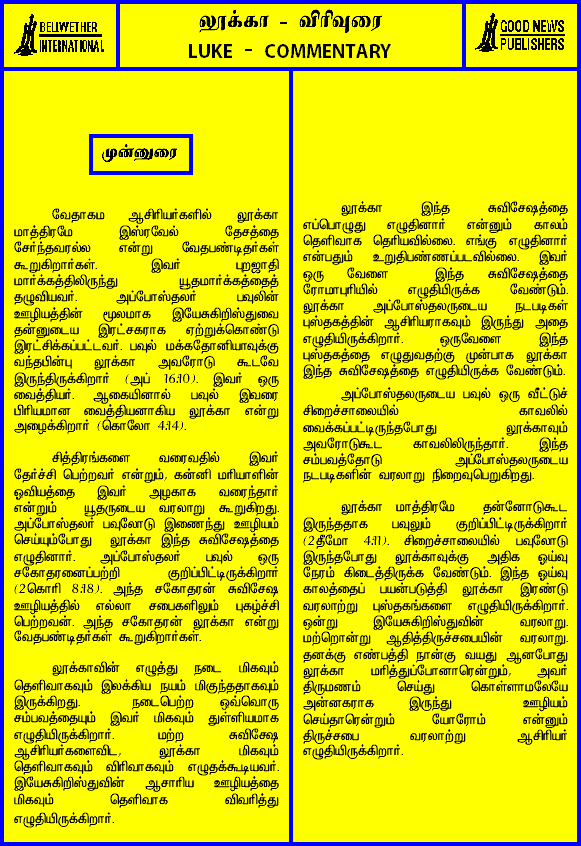 BELLWETHER
INTERNATIONAL
லூக்கா - விரிவுரை
LUKE - COMMENTARY
GOOD NEWS
PUBLISHERS
முன்னுரை
வேதாகம ஆசிரியர்களில் லூக்கா
மாத்திரமே இஸ்ரவேல் தேசத்தை
சேர்ந்தவரல்ல என்று வேதபண்டிதர்கள்
கூறுகிறார்கள். இவர் புறஜாதி
மார்க்கத்திலிருந்து யூதமார்க்கத்தைத்
தழுவியவர். அப்போஸ்தலர் பவுலின்
ஊழியத்தின் மூலமாக இயேசுகிறிஸ்துவை
தன்னுடைய இரட்சகராக ஏற்றுக்கொண்டு
இரட்சிக்கப்பட்டவர். பவுல் மக்கதோனியாவுக்கு
வந்தபின்பு லூக்கா அவரோடு கூடவே
இருந்திருக்கிறார் (அப் 16:10). இவர் ஒரு
வைத்தியர். ஆகையினால் பவுல் இவரை
பிரியமான வைத்தியனாகிய லூக்கா என்று
அழைக்கிறார் (கொலோ 4:14).
சித்திரங்களை வரைவதில் இவர்
தேர்ச்சி பெற்றவர் என்றும், கன்னி மரியாளின்
ஓவியத்தை இவர் அழகாக வரைந்தார்
என்றும் யூதருடைய வரலாறு கூறுகிறது.
அப்போஸ்தலர் பவுலோடு இணைந்து ஊழியம்
செய்யும்போது லூக்கா இந்த சுவிசேஷத்தை
எழுதினார். அப்போஸ்தலர் பவுல் ஒரு
சகோதரனைப்பற்றி குறிப்பிட்டிருக்கிறார்
(2கொரி 8:18). அந்த சகோதரன் சுவிசேஷ
ஊழியத்தில் எல்லா சபைகளிலும் புகழ்ச்சி
பெற்றவன். அந்த சகோதரன் லூக்கா என்று
வேதபண்டிதர்கள் கூறுகிறார்கள்.
லூக்காவின் எழுத்து நடை மிகவும்
தெளிவாகவும் இலக்கிய நயம் மிகுந்ததாகவும்
இருக்கிறது. நடைபெற்ற ஒவ்வொரு
சம்பவத்தையும் இவர் மிகவும் துள்ளியமாக
எழுதியிருக்கிறார். மற்ற சுவிசேஷ
ஆசிரியர்களைவிட, லூக்கா மிகவும்
தெளிவாகவும் விரிவாகவும் எழுதக்கூடியவர்.
இயேசுகிறிஸ்துவின் ஆசாரிய ஊழியத்தை
மிகவும் தெளிவாக விவரித்து
எழுதியிருக்கிறார்.
லூக்கா இந்த சுவிசேஷத்தை
எப்பொழுது எழுதினார் என்னும் காலம்
தெளிவாக தெரியவில்லை. எங்கு எழுதினார்
என்பதும் உறுதிபண்ணப்படவில்லை. இவர்
ஒரு வேளை இந்த சுவிசேஷத்தை
ரோமாபுரியில் எழுதியிருக்க வேண்டும்.
லூக்கா அப்போஸ்தலருடைய நடபடிகள்
புஸ்தகத்தின் ஆசிரியராகவும் இருந்து அதை
எழுதியிருக்கிறார். ஒருவேளை இந்த
புஸ்தகத்தை எழுதுவதற்கு முன்பாக லூக்கா
இந்த சுவிசேஷத்தை எழுதியிருக்க வேண்டும்.
அப்போஸ்தலருடைய பவுல் ஒரு வீட்டுச்
சிறைச்சாலையில் காவலில்
வைக்கப்பட்டிருந்தபோது லூக்காவும்
அவரோடுகூட காவலிலிருந்தார். இந்த
சம்பவத்தோடு அப்போஸ்தலருடைய
நடபடிகளின் வரலாறு நிறைவுபெறுகிறது.
லூக்கா மாத்திரமே தன்னோடுகூட
இருந்ததாக பவுலும் குறிப்பிட்டிருக்கிறார்
(2தீமோ 4:11). சிறைச்சாலையில் பவுலோடு
இருந்தபோது லூக்காவுக்கு அதிக ஓய்வு
நேரம் கிடைத்திருக்க வேண்டும். இந்த ஓய்வு
காலத்தைப் பயன்படுத்தி லூக்கா இரண்டு
வரலாற்று புஸ்தகங்களை எழுதியிருக்கிறார்.
ஒன்று இயேசுகிறிஸ்துவின் வரலாறு.
மற்றொன்று ஆதித்திருச்சபையின் வரலாறு.
தனக்கு எண்பத்தி நான்கு வயது ஆனபோது
லூக்கா மரித்துப்போனாரென்றும், அவர்
திருமணம் செய்து கொள்ளாமலேயே
அன்னகராக இருந்து ஊழியம்
செய்தாரென்றும் யோரோம் என்னும்
திருச்சபை வரலாற்று ஆசிரியர்
எழுதியிருக்கிறார்.